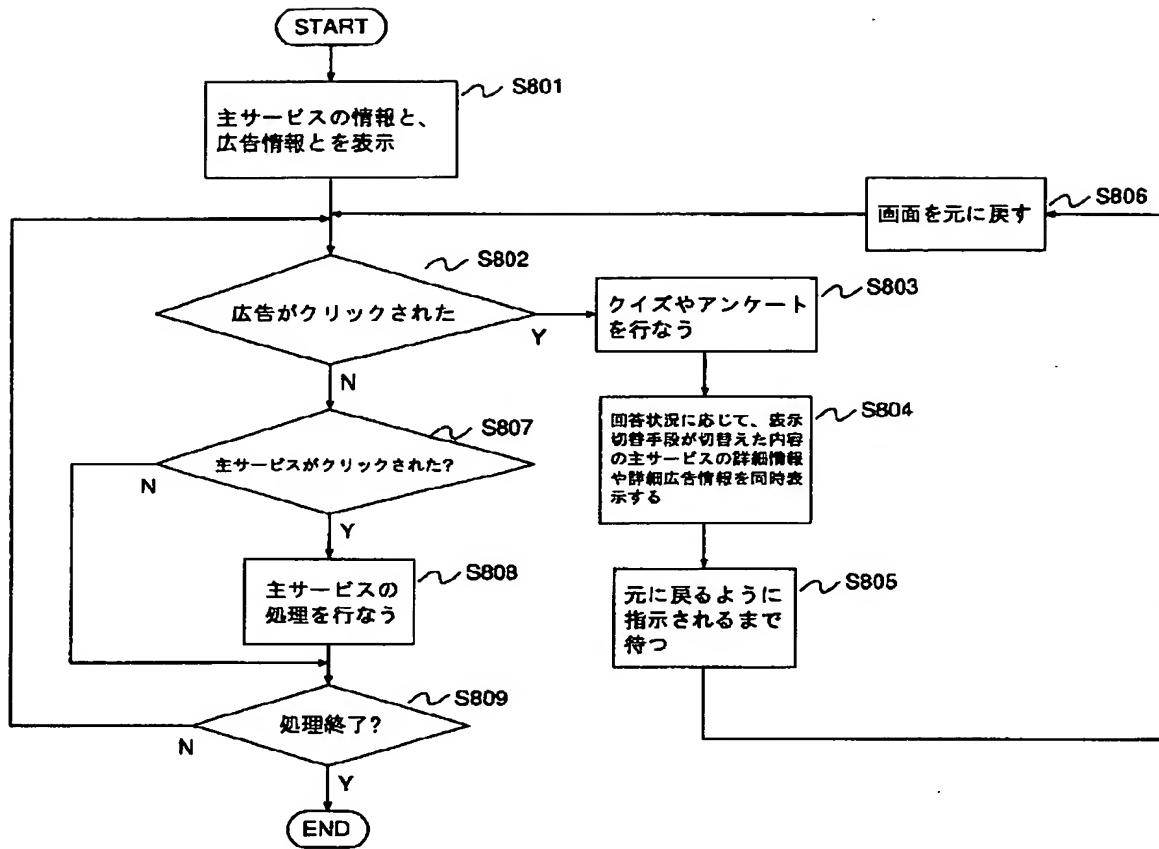 START
S801
主サービスの情報と、
広告情報とを表示
S806
画面を元に戻す
S802
広告がクリックされた
Y
N
S803
クイズやアンケート
を行なう
S804
回答状況に応じて、表示
切替手段が切替えた内容
の主サービスの詳細情報
や詳細広告情報を同時表
示する
S807
主サービスがクリックされた?
N
Y
S808
主サービスの
処理を行なう
S805
元に戻るように
指示されるまで
待つ
S809
処理終了?
N
Y
END